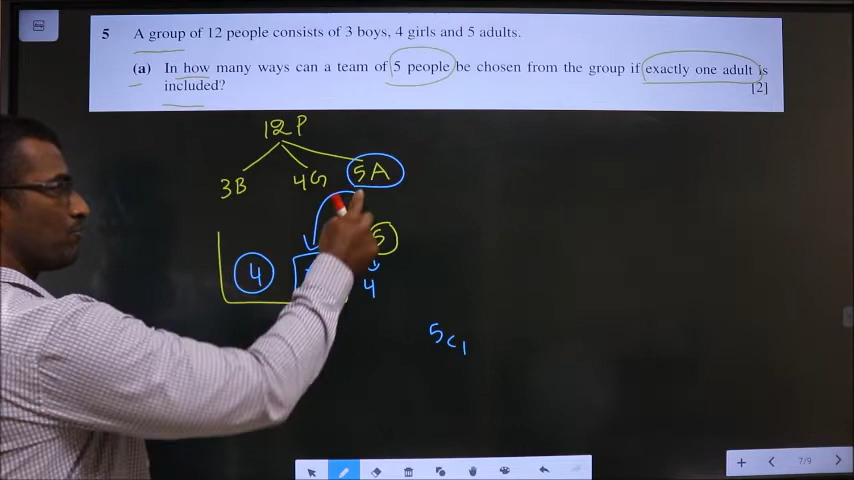 5 A group of 12 people consists of 3 boys, 4 girls and 5 adults.
(a) In how many ways can a team of 5 people be chosen from the group if exactly one adult is
included? [2]
12P
3B 4G 5A
5
4
4
5C1
7/9